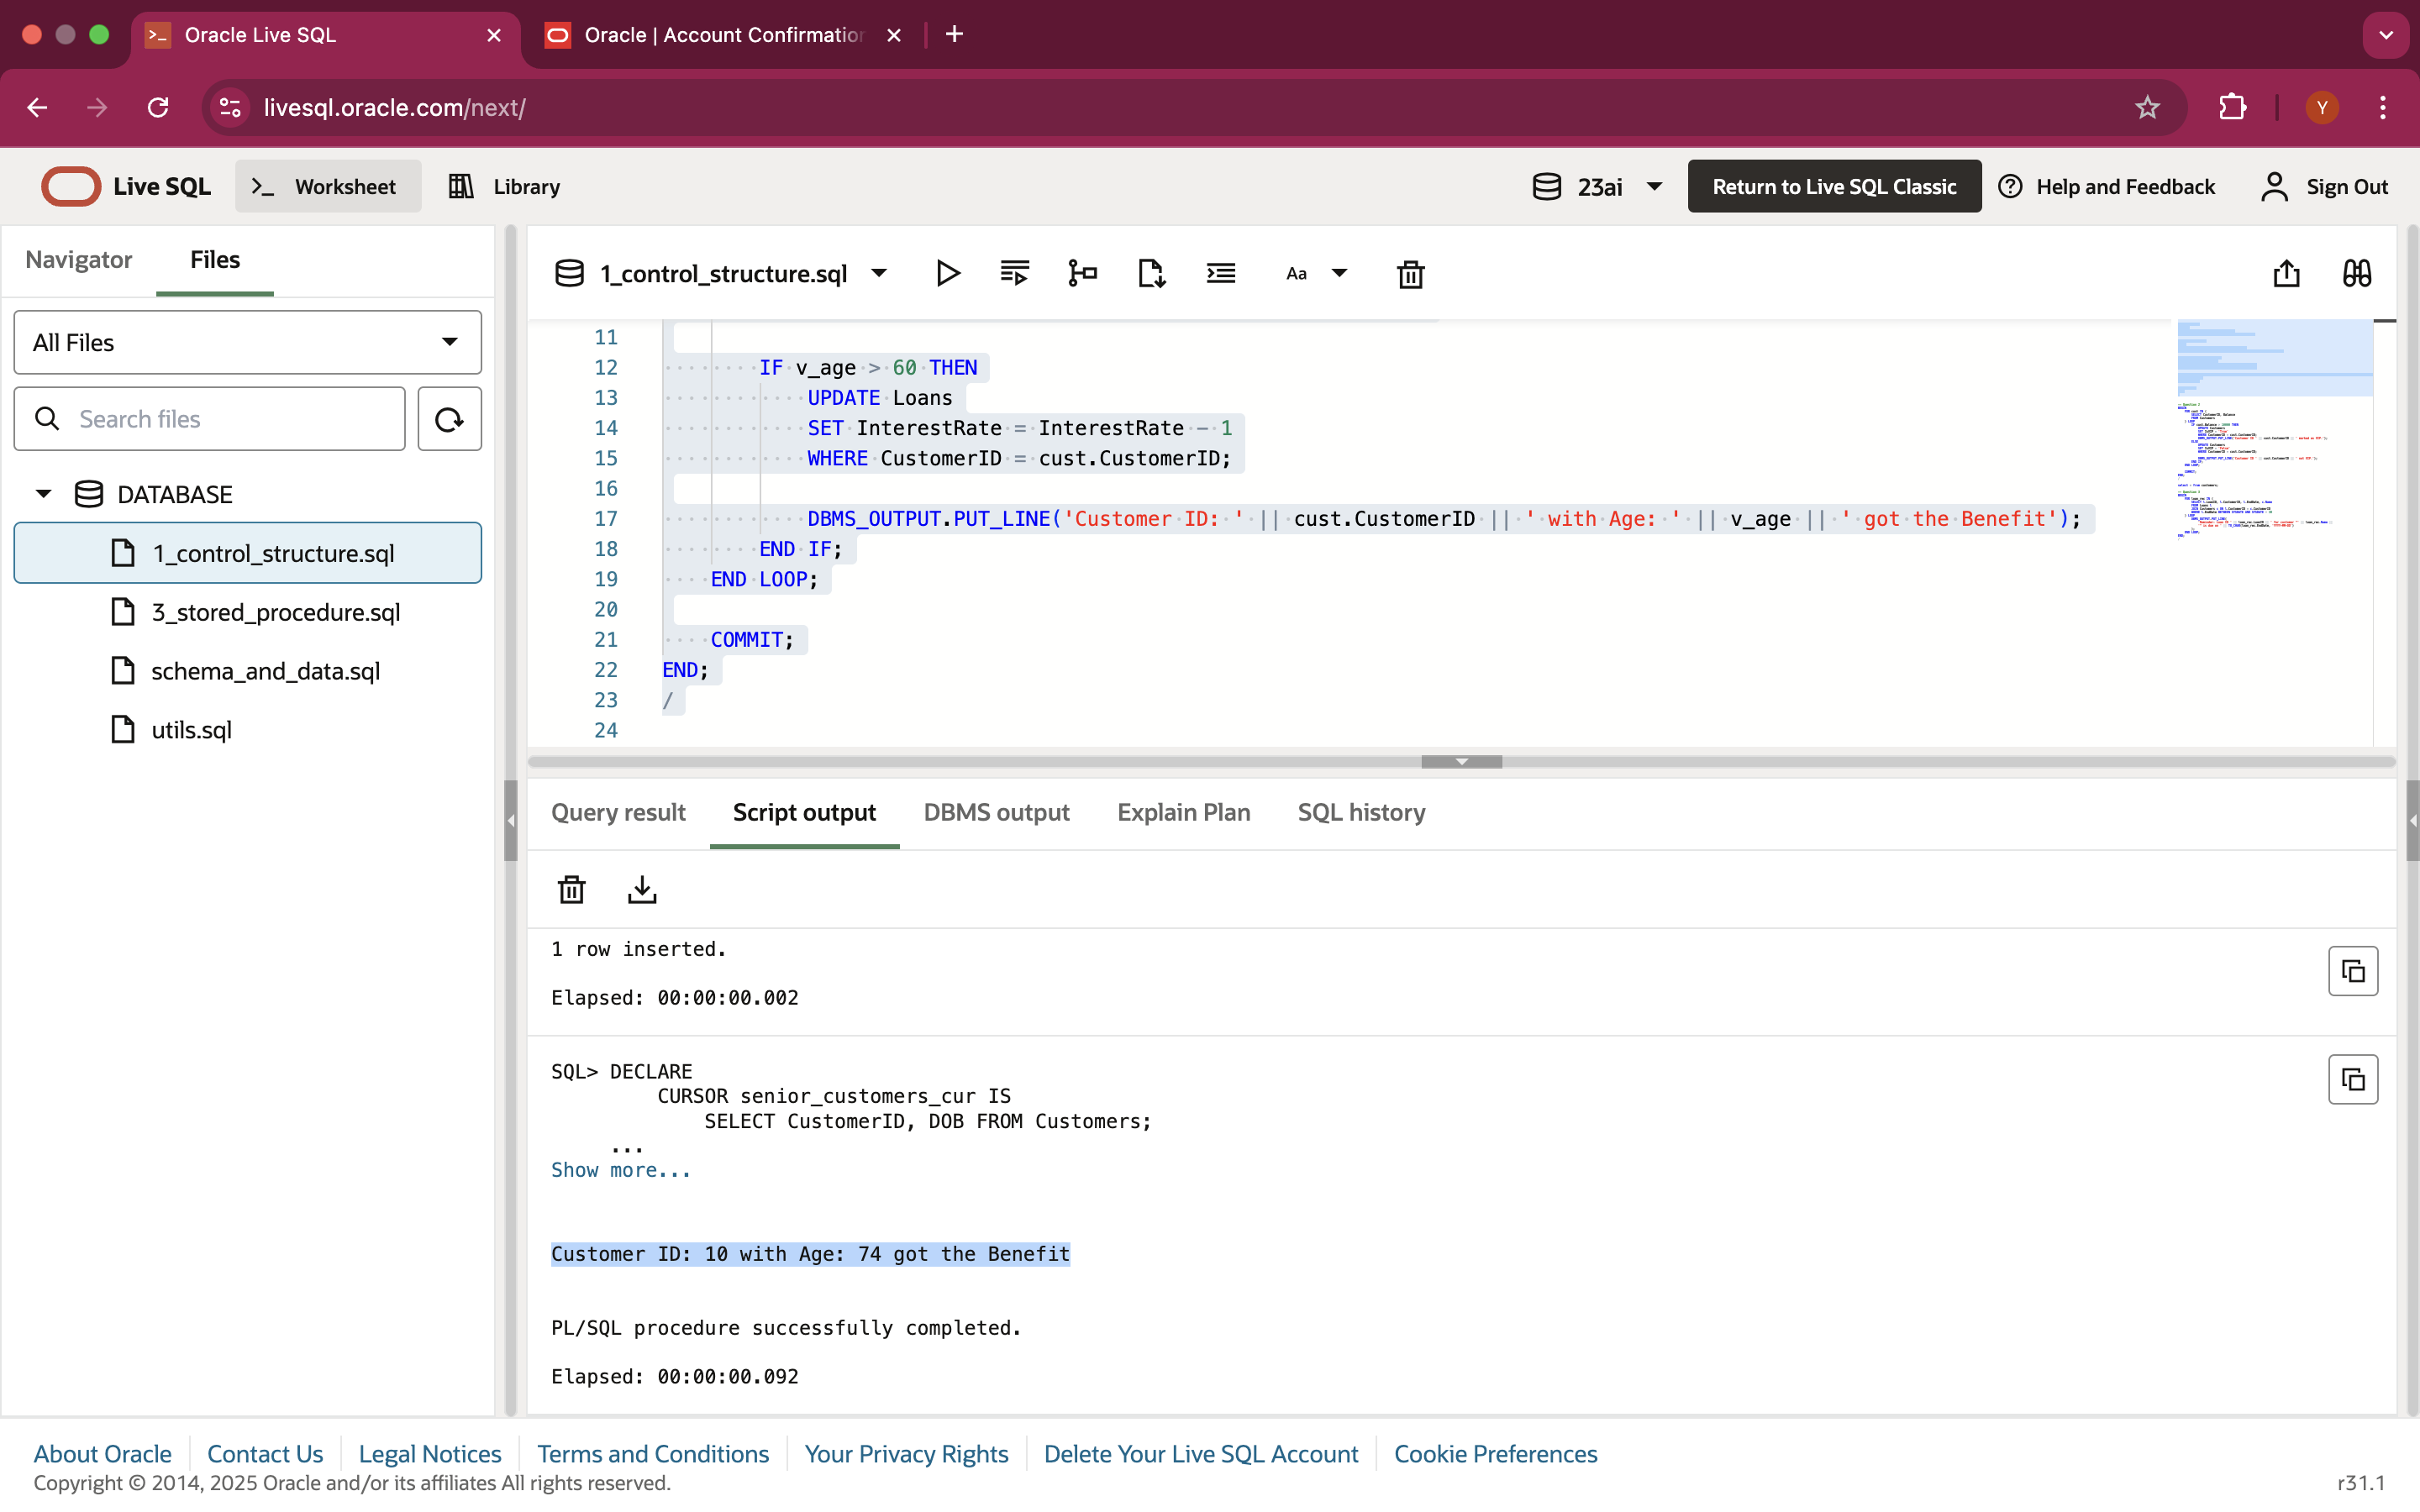 Oracle Live SQL
Oracle | Account Confirmation
livesql.oracle.com/next/
Y
Live SQL
>_ Worksheet
Library
23ai
Return to Live SQL Classic
Help and Feedback
Sign Out
Navigator
Files
All Files
Search files
DATABASE
1_control_structure.sql
3_stored_procedure.sql
schema_and_data.sql
utils.sql
1_control_structure.sql
Aa
11
12 IF v_age > 60 THEN
13 UPDATE Loans
14 SET InterestRate = InterestRate - 1
15 WHERE CustomerID = cust.CustomerID;
16
17 DBMS_OUTPUT.PUT_LINE('Customer ID: ' || cust.CustomerID || ' with Age: ' || v_age || ' got the Benefit');
18 END IF;
19 END LOOP;
20
21 COMMIT;
22 END;
23 /
24
Query result
Script output
DBMS output
Explain Plan
SQL history
1 row inserted.
Elapsed: 00:00:00.002
SQL> DECLARE
CURSOR senior_customers_cur IS
SELECT CustomerID, DOB FROM Customers;
...
Show more...
Customer ID: 10 with Age: 74 got the Benefit
PL/SQL procedure successfully completed.
Elapsed: 00:00:00.092
About Oracle
Contact Us
Legal Notices
Terms and Conditions
Your Privacy Rights
Delete Your Live SQL Account
Cookie Preferences
Copyright © 2014, 2025 Oracle and/or its affiliates All rights reserved.
r31.1